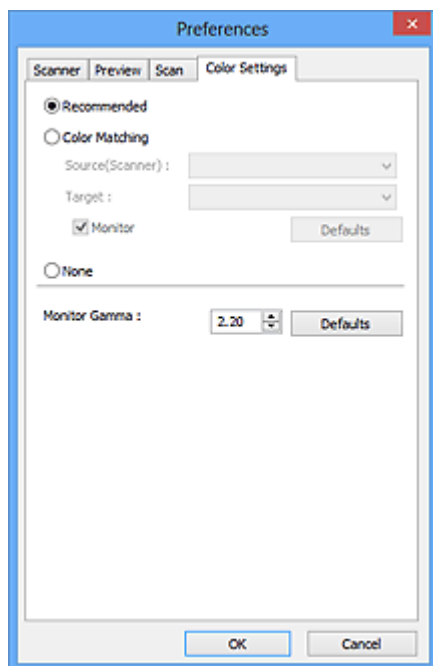 Preferences
Scanner Preview Scan Color Settings
Recommended
Color Matching
Source(Scanner) :
Target :
Monitor Defaults
None
Monitor Gamma : 2.20 Defaults
OK Cancel